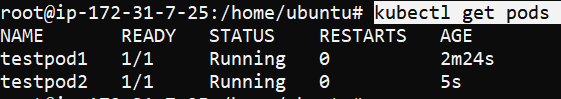 root@ip-172-31-7-25:/home/ubuntu# kubectl get pods
NAME READY STATUS RESTARTS AGE
testpod1 1/1 Running 0 2m24s
testpod2 1/1 Running 0 5s